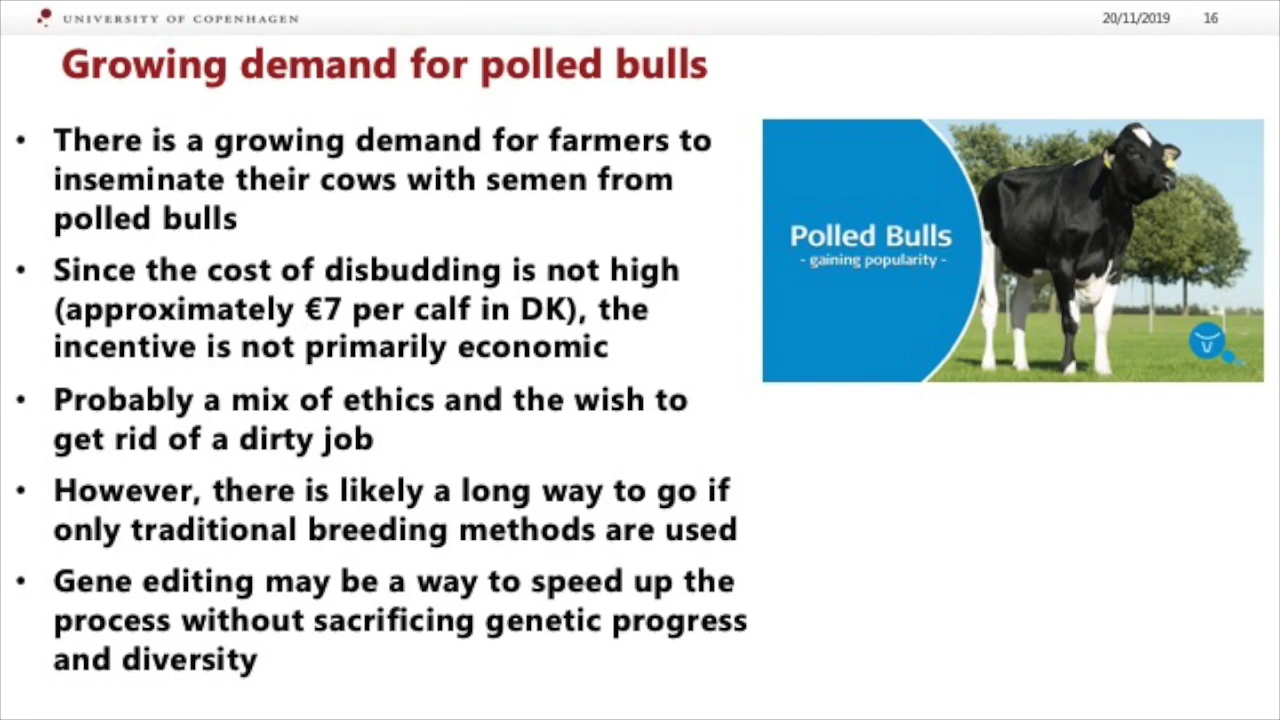 UNIVERSITY OF COPENHAGEN
20/11/2019 16
Growing demand for polled bulls
• There is a growing demand for farmers to
inseminate their cows with semen from
polled bulls
• Since the cost of disbudding is not high
(approximately €7 per calf in DK), the
incentive is not primarily economic
• Probably a mix of ethics and the wish to
get rid of a dirty job
• However, there is likely a long way to go if
only traditional breeding methods are used
• Gene editing may be a way to speed up the
process without sacrificing genetic progress
and diversity
Polled Bulls
- gaining popularity -